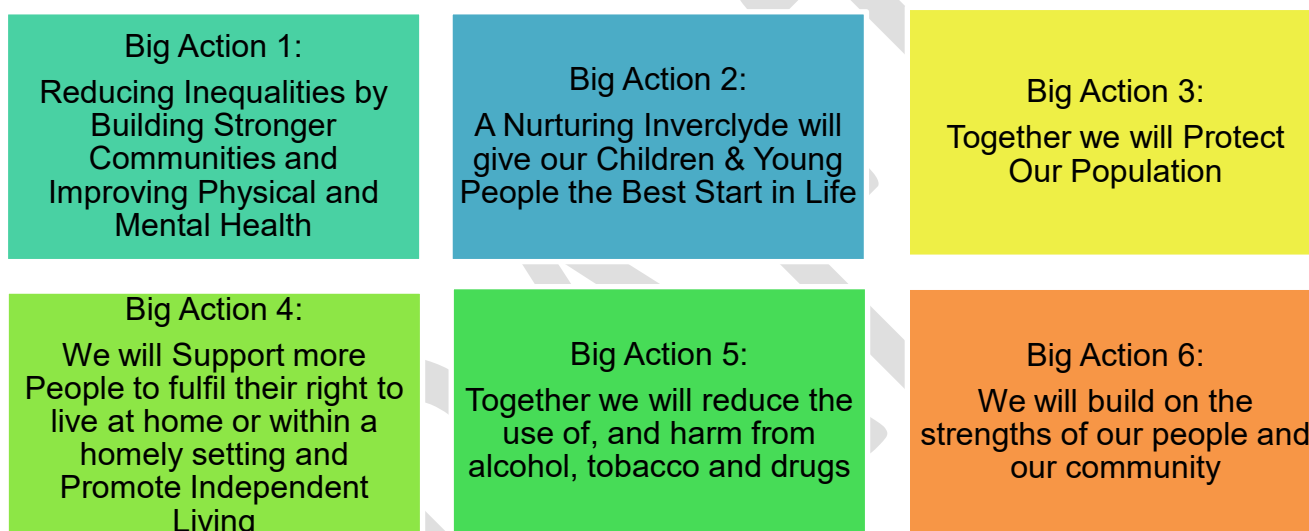 Big Action 1:
Reducing Inequalities by
Building Stronger
Communities and
Improving Physical and
Mental Health
Big Action 2:
A Nurturing Inverclyde will
give our Children & Young
People the Best Start in Life
Big Action 3:
Together we will Protect
Our Population
Big Action 4:
We will Support more
People to fulfil their right to
live at home or within a
homely setting and
Promote Independent
Living
Big Action 5:
Together we will reduce the
use of, and harm from
alcohol, tobacco and drugs
Big Action 6:
We will build on the
strengths of our people and
our community